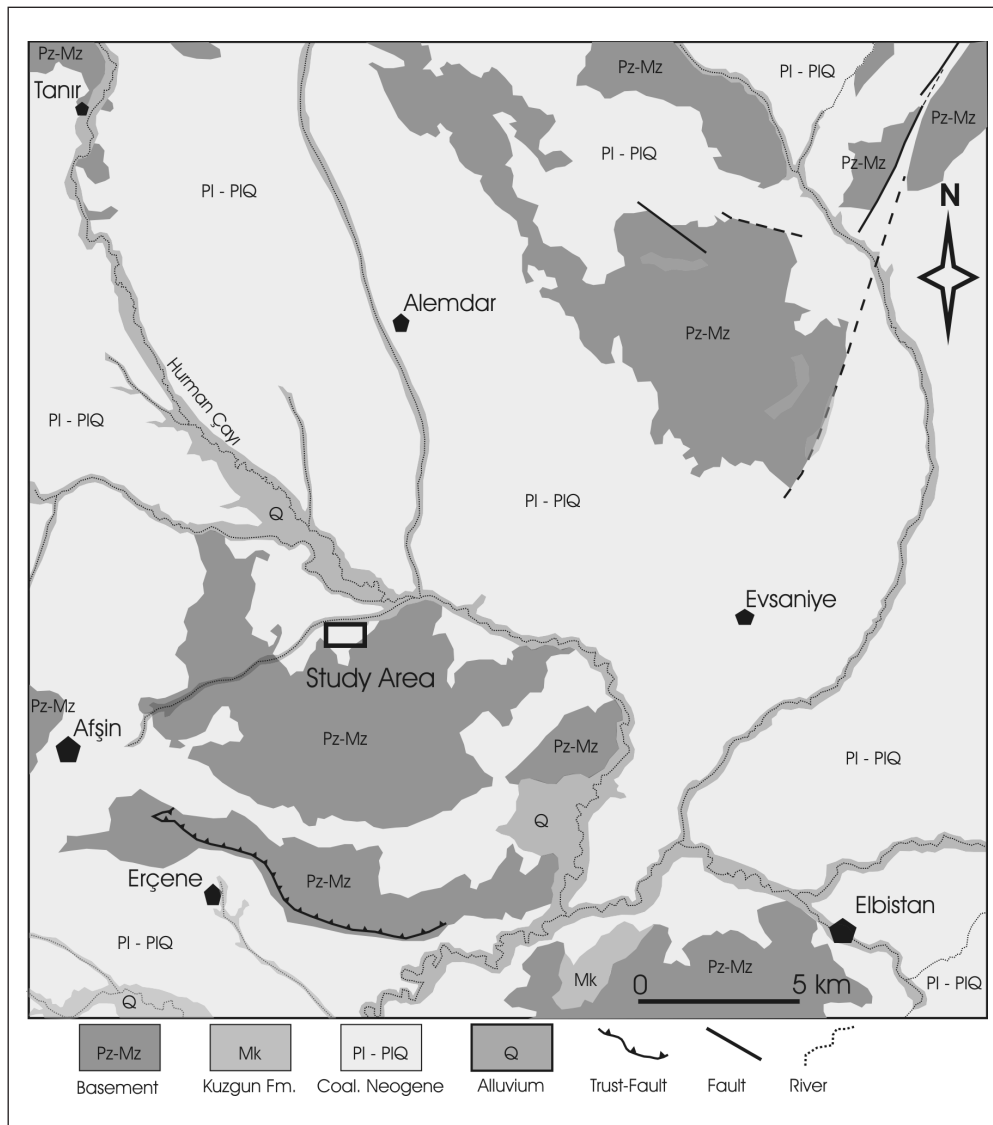 Pz-Mz
Tanır
Pz-Mz
Pl - PlQ
Pz-Mz
Pz-Mz
Pl - PlQ
Pl - PlQ
N
Alemdar
Pz-Mz
Hurman Çayı
Pl - PlQ
Pl - PlQ
Q
Evsaniye
Study Area
Pz-Mz
Afşin
Pz-Mz
Pz-Mz
Pl - PlQ
Q
Erçene
Pz-Mz
Elbistan
Pl - PlQ
Pz-Mz
Mk
0 5 km
Pl - PlQ
Q
Pz-Mz Mk Pl - PlQ Q
Basement Kuzgun Fm. Coal. Neogene Alluvium Trust-Fault Fault River